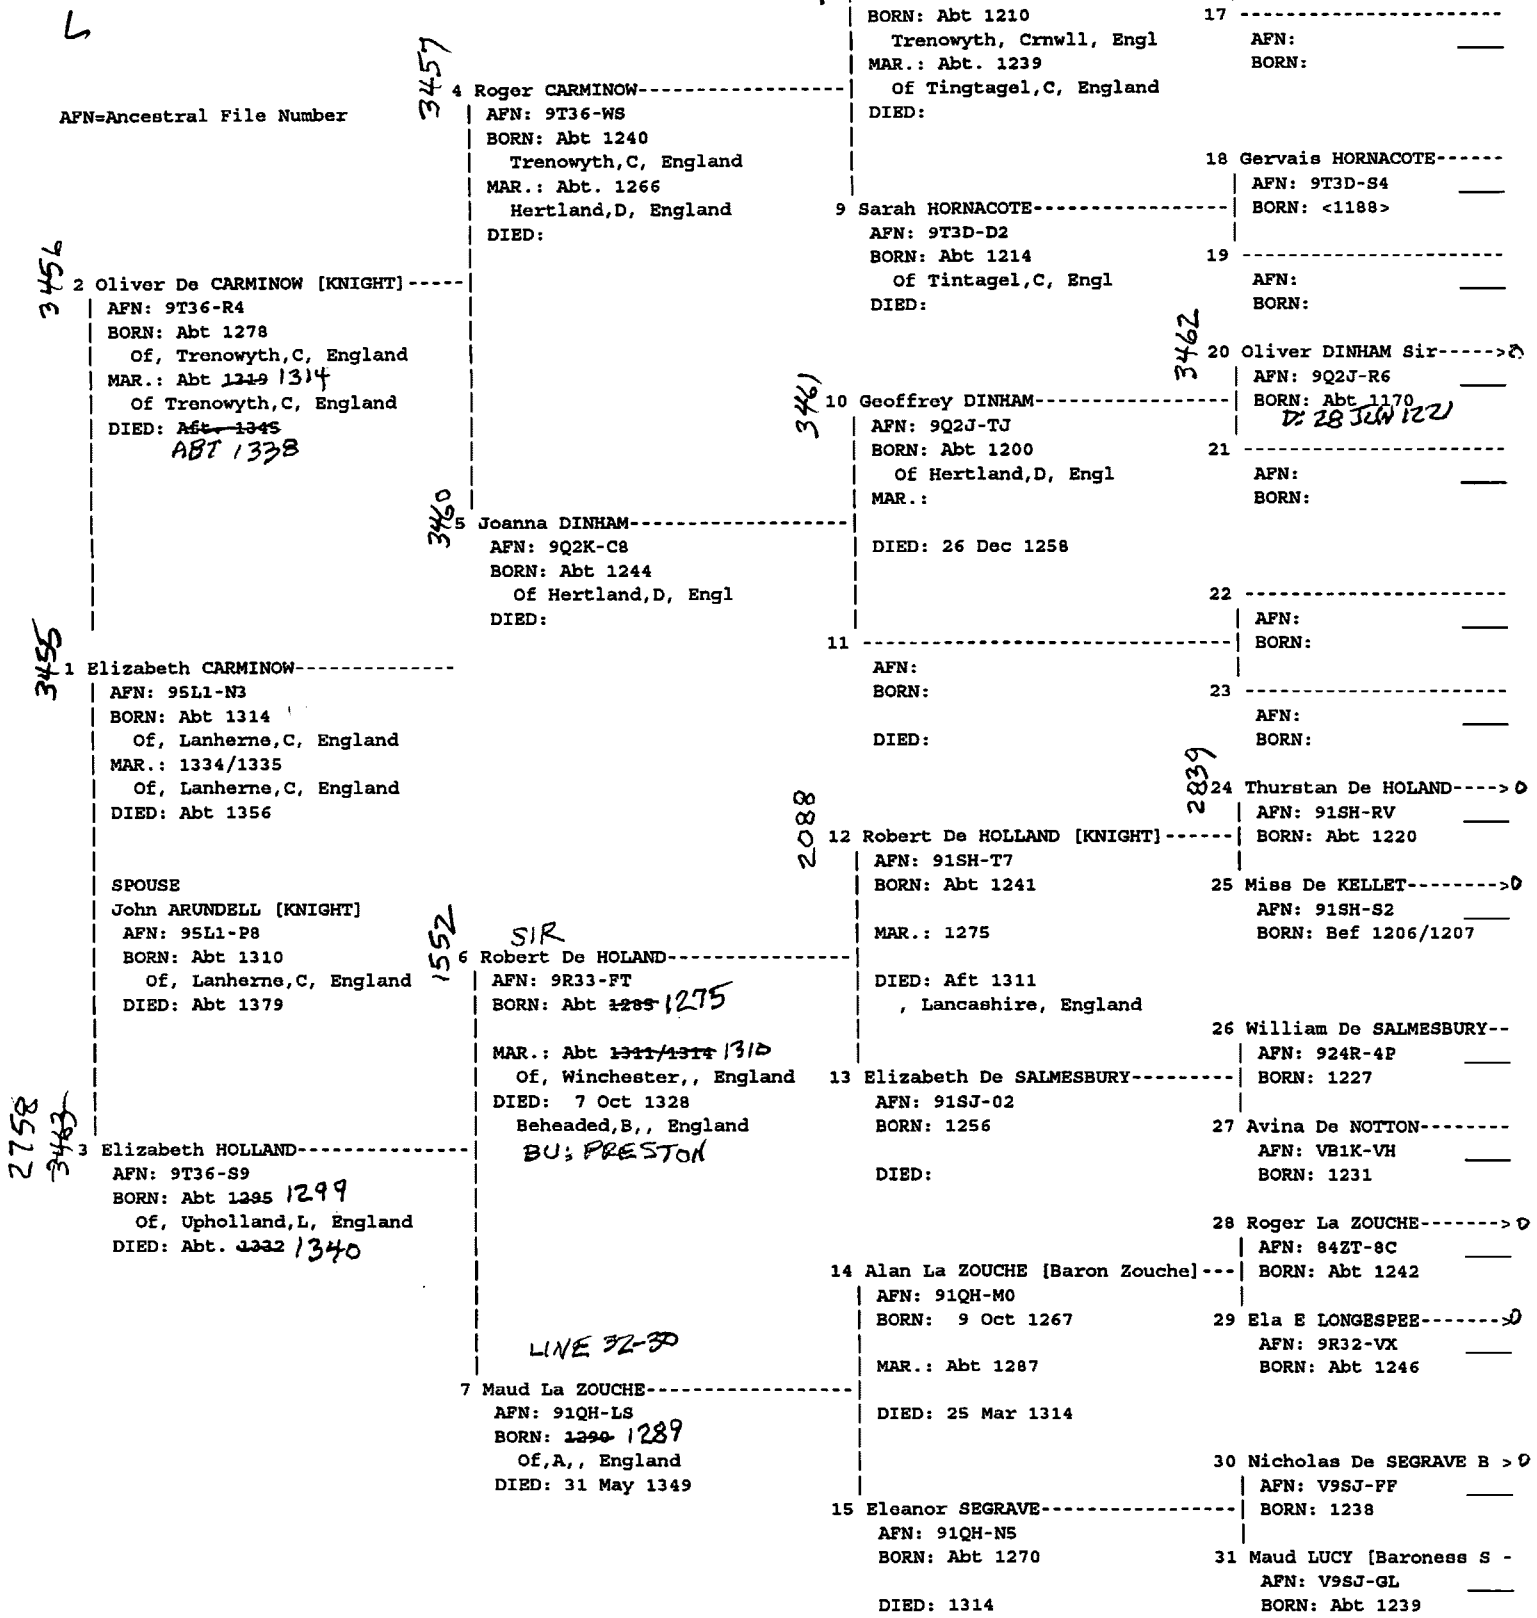 L
AFN=Ancestral File Number
3455
1 Elizabeth CARMINOW-------------
AFN: 95L1-N3
BORN: Abt 1314
Of, Lanherne,C, England
MAR.: 1334/1335
Of, Lanherne,C, England
DIED: Abt 1356
SPOUSE
John ARUNDELL [KNIGHT]
AFN: 95L1-P8
BORN: Abt 1310
Of, Lanherne,C, England
DIED: Abt 1379
3456
2 Oliver De CARMINOW [KNIGHT]-----
AFN: 9T36-R4
BORN: Abt 1278
Of, Trenowyth,C, England
MAR.: Abt 1319 1314
Of Trenowyth,C, England
DIED: Aft. 1345
ABT 1338
2758
3463
3 Elizabeth HOLLAND---------------
AFN: 9T36-S9
BORN: Abt 1295 1299
Of, Upholland,L, England
DIED: Abt. 1332 1340
3457
4 Roger CARMINOW------------------
AFN: 9T36-WS
BORN: Abt 1240
Trenowyth,C, England
MAR.: Abt. 1266
Hertland,D, England
DIED:
3460
5 Joanna DINHAM-------------------
AFN: 9Q2K-C8
BORN: Abt 1244
Of Hertland,D, Engl
DIED:
1552
SIR
6 Robert De HOLAND----------------
AFN: 9R33-FT
BORN: Abt 1285 1275
MAR.: Abt 1311/1314 1310
Of, Winchester,, England
DIED: 7 Oct 1328
Beheaded,B,, England
BU: PRESTON
LINE 32-30
7 Maud La ZOUCHE------------------
AFN: 91QH-LS
BORN: 1290 1289
Of,A,, England
DIED: 31 May 1349
BORN: Abt 1210
Trenowyth, Crnwll, Engl
MAR.: Abt. 1239
Of Tingtagel,C, England
DIED:
9 Sarah HORNACOTE-----------------
AFN: 9T3D-D2
BORN: Abt 1214
Of Tintagel,C, Engl
DIED:
3461
10 Geoffrey DINHAM-----------------
AFN: 9Q2J-TJ
BORN: Abt 1200
Of Hertland,D, Engl
MAR.:
DIED: 26 Dec 1258
11 --------------------------------
AFN:
BORN:
DIED:
2088
12 Robert De HOLLAND [KNIGHT]------
AFN: 91SH-T7
BORN: Abt 1241
MAR.: 1275
DIED: Aft 1311
, Lancashire, England
13 Elizabeth De SALMESBURY---------
AFN: 91SJ-02
BORN: 1256
DIED:
14 Alan La ZOUCHE [Baron Zouche]---
AFN: 91QH-M0
BORN: 9 Oct 1267
MAR.: Abt 1287
DIED: 25 Mar 1314
15 Eleanor SEGRAVE-----------------
AFN: 91QH-N5
BORN: Abt 1270
DIED: 1314
17 ----------------------
AFN:
BORN:
18 Gervais HORNACOTE------
AFN: 9T3D-S4
BORN: <1188>
19 ----------------------
AFN:
BORN:
3462
20 Oliver DINHAM Sir----->
AFN: 9Q2J-R6
BORN: Abt 1170
D: 28 JUN 1221
21 ----------------------
AFN:
BORN:
22 ----------------------
AFN:
BORN:
23 ----------------------
AFN:
BORN:
2839
24 Thurstan De HOLAND---->0
AFN: 91SH-RV
BORN: Abt 1220
25 Miss De KELLET-------->0
AFN: 91SH-S2
BORN: Bef 1206/1207
26 William De SALMESBURY--
AFN: 924R-4P
BORN: 1227
27 Avina De NOTTON--------
AFN: VB1K-VH
BORN: 1231
28 Roger La ZOUCHE------->0
AFN: 84ZT-8C
BORN: Abt 1242
29 Ela E LONGESPEE------->0
AFN: 9R32-VX
BORN: Abt 1246
30 Nicholas De SEGRAVE B >0
AFN: V9SJ-FF
BORN: 1238
31 Maud LUCY [Baroness S -
AFN: V9SJ-GL
BORN: Abt 1239